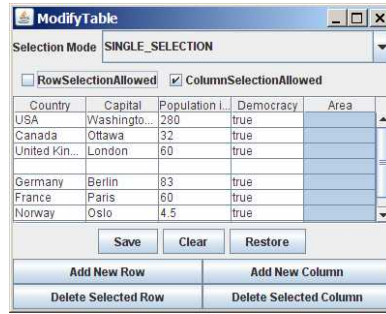 ModifyTable
Selection Mode SINGLE_SELECTION
RowSelectionAllowed ColumnSelectionAllowed
Country Capital Population i... Democracy Area
USA Washingto... 280 true
Canada Ottawa 32 true
United Kin... London 60 true
Germany Berlin 83 true
France Paris 60 true
Norway Oslo 4.5 true
Save Clear Restore
Add New Row Add New Column
Delete Selected Row Delete Selected Column